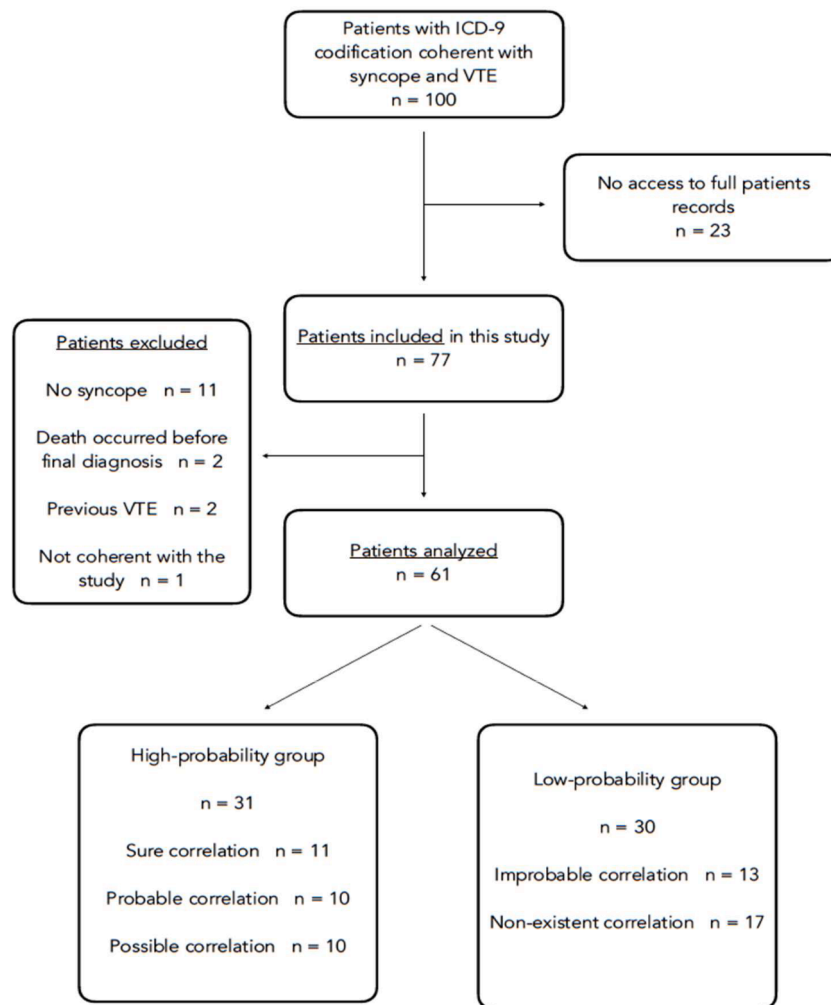 Patients with ICD-9
codification coherent with
syncope and VTE
n = 100
No access to full patients
records
n = 23
Patients included in this study
n = 77
Patients excluded
No syncope n = 11
Death occurred before
final diagnosis n = 2
Previous VTE n = 2
Not coherent with the
study n = 1
Patients analyzed
n = 61
High-probability group
n = 31
Sure correlation n = 11
Probable correlation n = 10
Possible correlation n = 10
Low-probability group
n = 30
Improbable correlation n = 13
Non-existent correlation n = 17